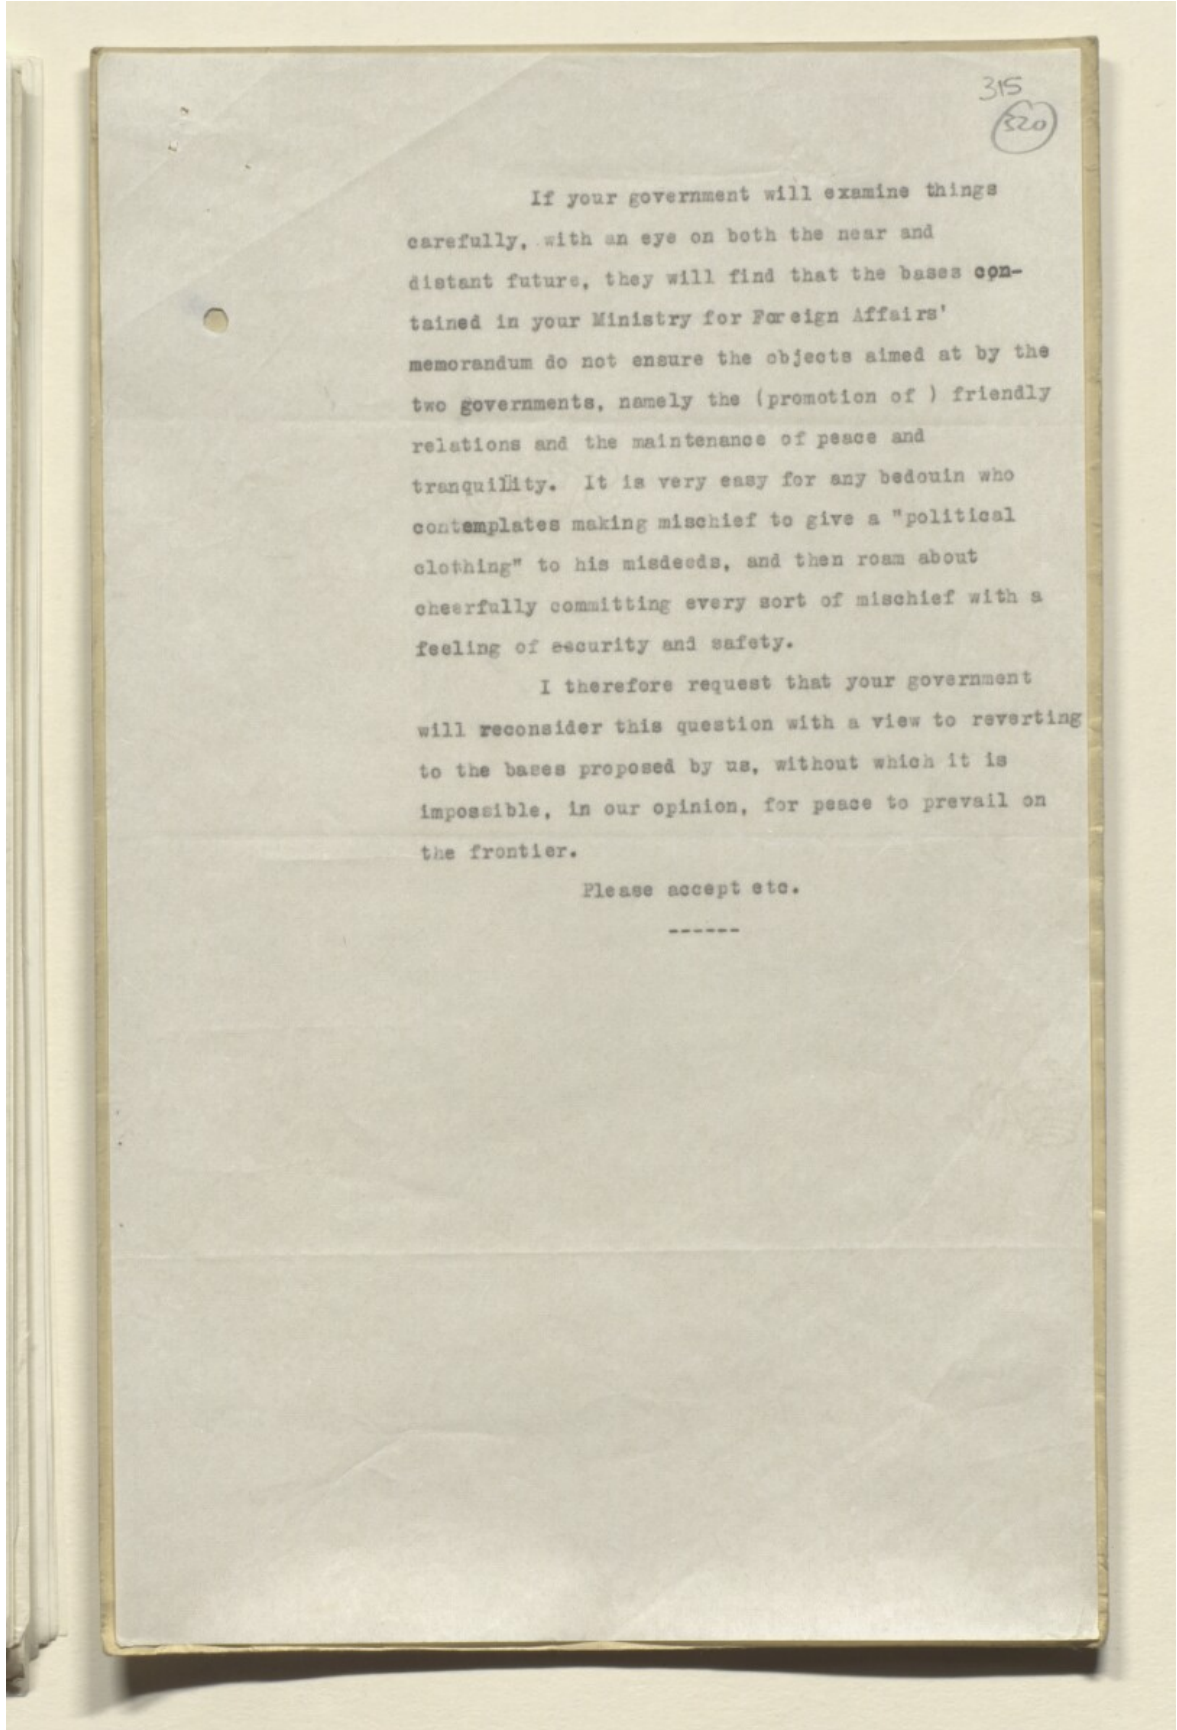 315
320
If your government will examine things
carefully, with an eye on both the near and
distant future, they will find that the bases con-
tained in your Ministry for Foreign Affairs'
memorandum do not ensure the objects aimed at by the
two governments, namely the (promotion of ) friendly
relations and the maintenance of peace and
tranquility. It is very easy for any bedouin who
contemplates making mischief to give a "political
clothing" to his misdeeds, and then roam about
cheerfully committing every sort of mischief with a
feeling of security and safety.
I therefore request that your government
will reconsider this question with a view to reverting
to the bases proposed by us, without which it is
impossible, in our opinion, for peace to prevail on
the frontier.
Please accept etc.
------